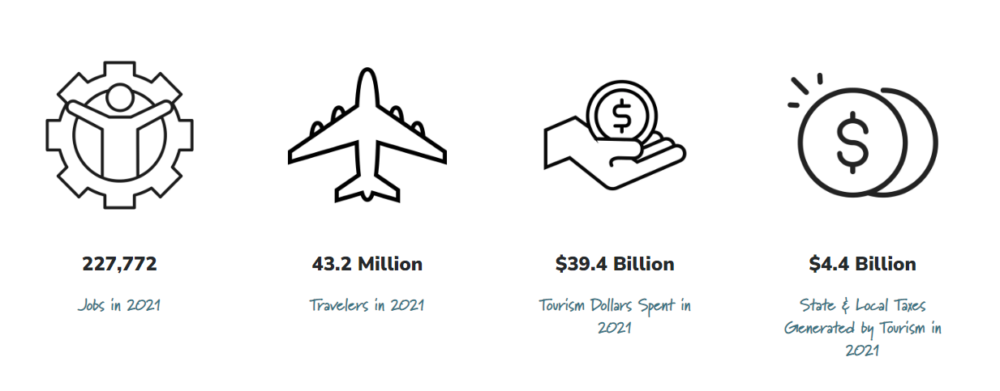 227,772
Jobs in 2021
43.2 Million
Travelers in 2021
$39.4 Billion
Tourism Dollars Spent in
2021
$4.4 Billion
State & Local Taxes
Generated by Tourism in
2021